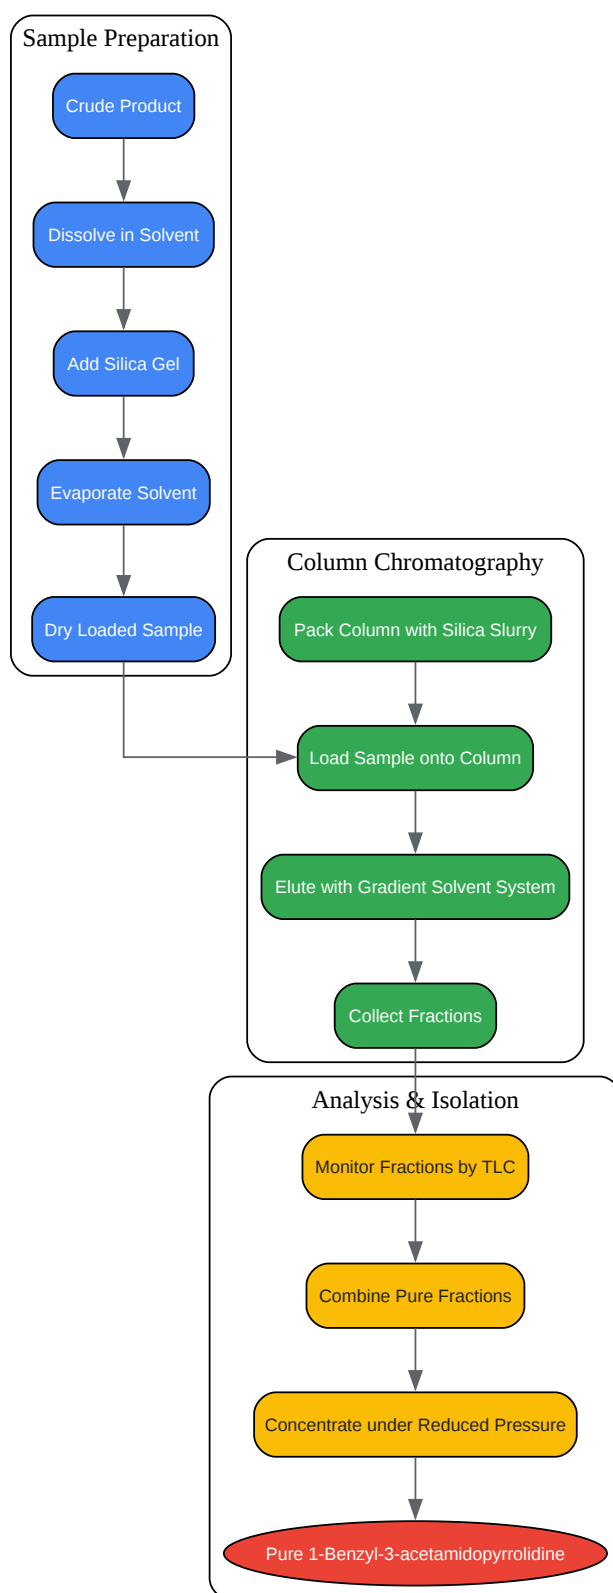 Sample Preparation
Crude Product
Dissolve in Solvent
Add Silica Gel
Evaporate Solvent
Dry Loaded Sample
Column Chromatography
Pack Column with Silica Slurry
Load Sample onto Column
Elute with Gradient Solvent System
Collect Fractions
Analysis & Isolation
Monitor Fractions by TLC
Combine Pure Fractions
Concentrate under Reduced Pressure
Pure 1-Benzyl-3-acetamidopyrrolidine